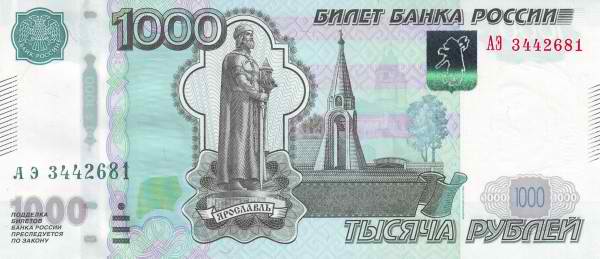 1000
БИЛЕТ БАНКА РОССИИ
АЭ 3442681
1000
АЭ 3442681
ЯРОСЛАВЛЬ
1000
1000
ПОДДЕЛКА
БИЛЕТОВ
БАНКА РОССИИ
ПРЕСЛЕДУЕТСЯ
ПО ЗАКОНУ
ТЫСЯЧА РУБЛЕЙ